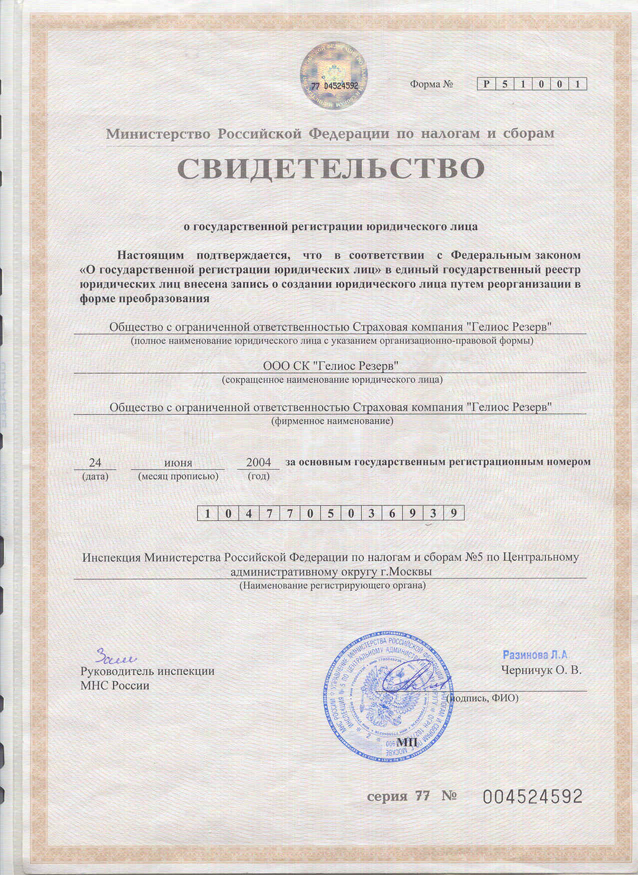 77 04524592
Форма № Р 5 1 0 0 1
Министерство Российской Федерации по налогам и сборам
СВИДЕТЕЛЬСТВО
о государственной регистрации юридического лица
Настоящим подтверждается, что в соответствии с Федеральным законом
«О государственной регистрации юридических лиц» в единый государственный реестр
юридических лиц внесена запись о создании юридического лица путем реорганизации в
форме преобразования
Общество с ограниченной ответственностью Страховая компания "Гелиос Резерв"
(полное наименование юридического лица с указанием организационно-правовой формы)
ООО СК "Гелиос Резерв"
(сокращенное наименование юридического лица)
Общество с ограниченной ответственностью Страховая компания "Гелиос Резерв"
(фирменное наименование)
24 июня 2004 за основным государственным регистрационным номером
(дата) (месяц прописью) (год)
1 0 4 7 7 0 5 0 3 6 9 3 9
Инспекция Министерства Российской Федерации по налогам и сборам №5 по Центральному
административному округу г.Москвы
(Наименование регистрирующего органа)
Зам
Разинова Л.А.
Руководитель инспекции
МНС России
Черничук О. В.
(подпись, ФИО)
МП
серия 77 № 004524592